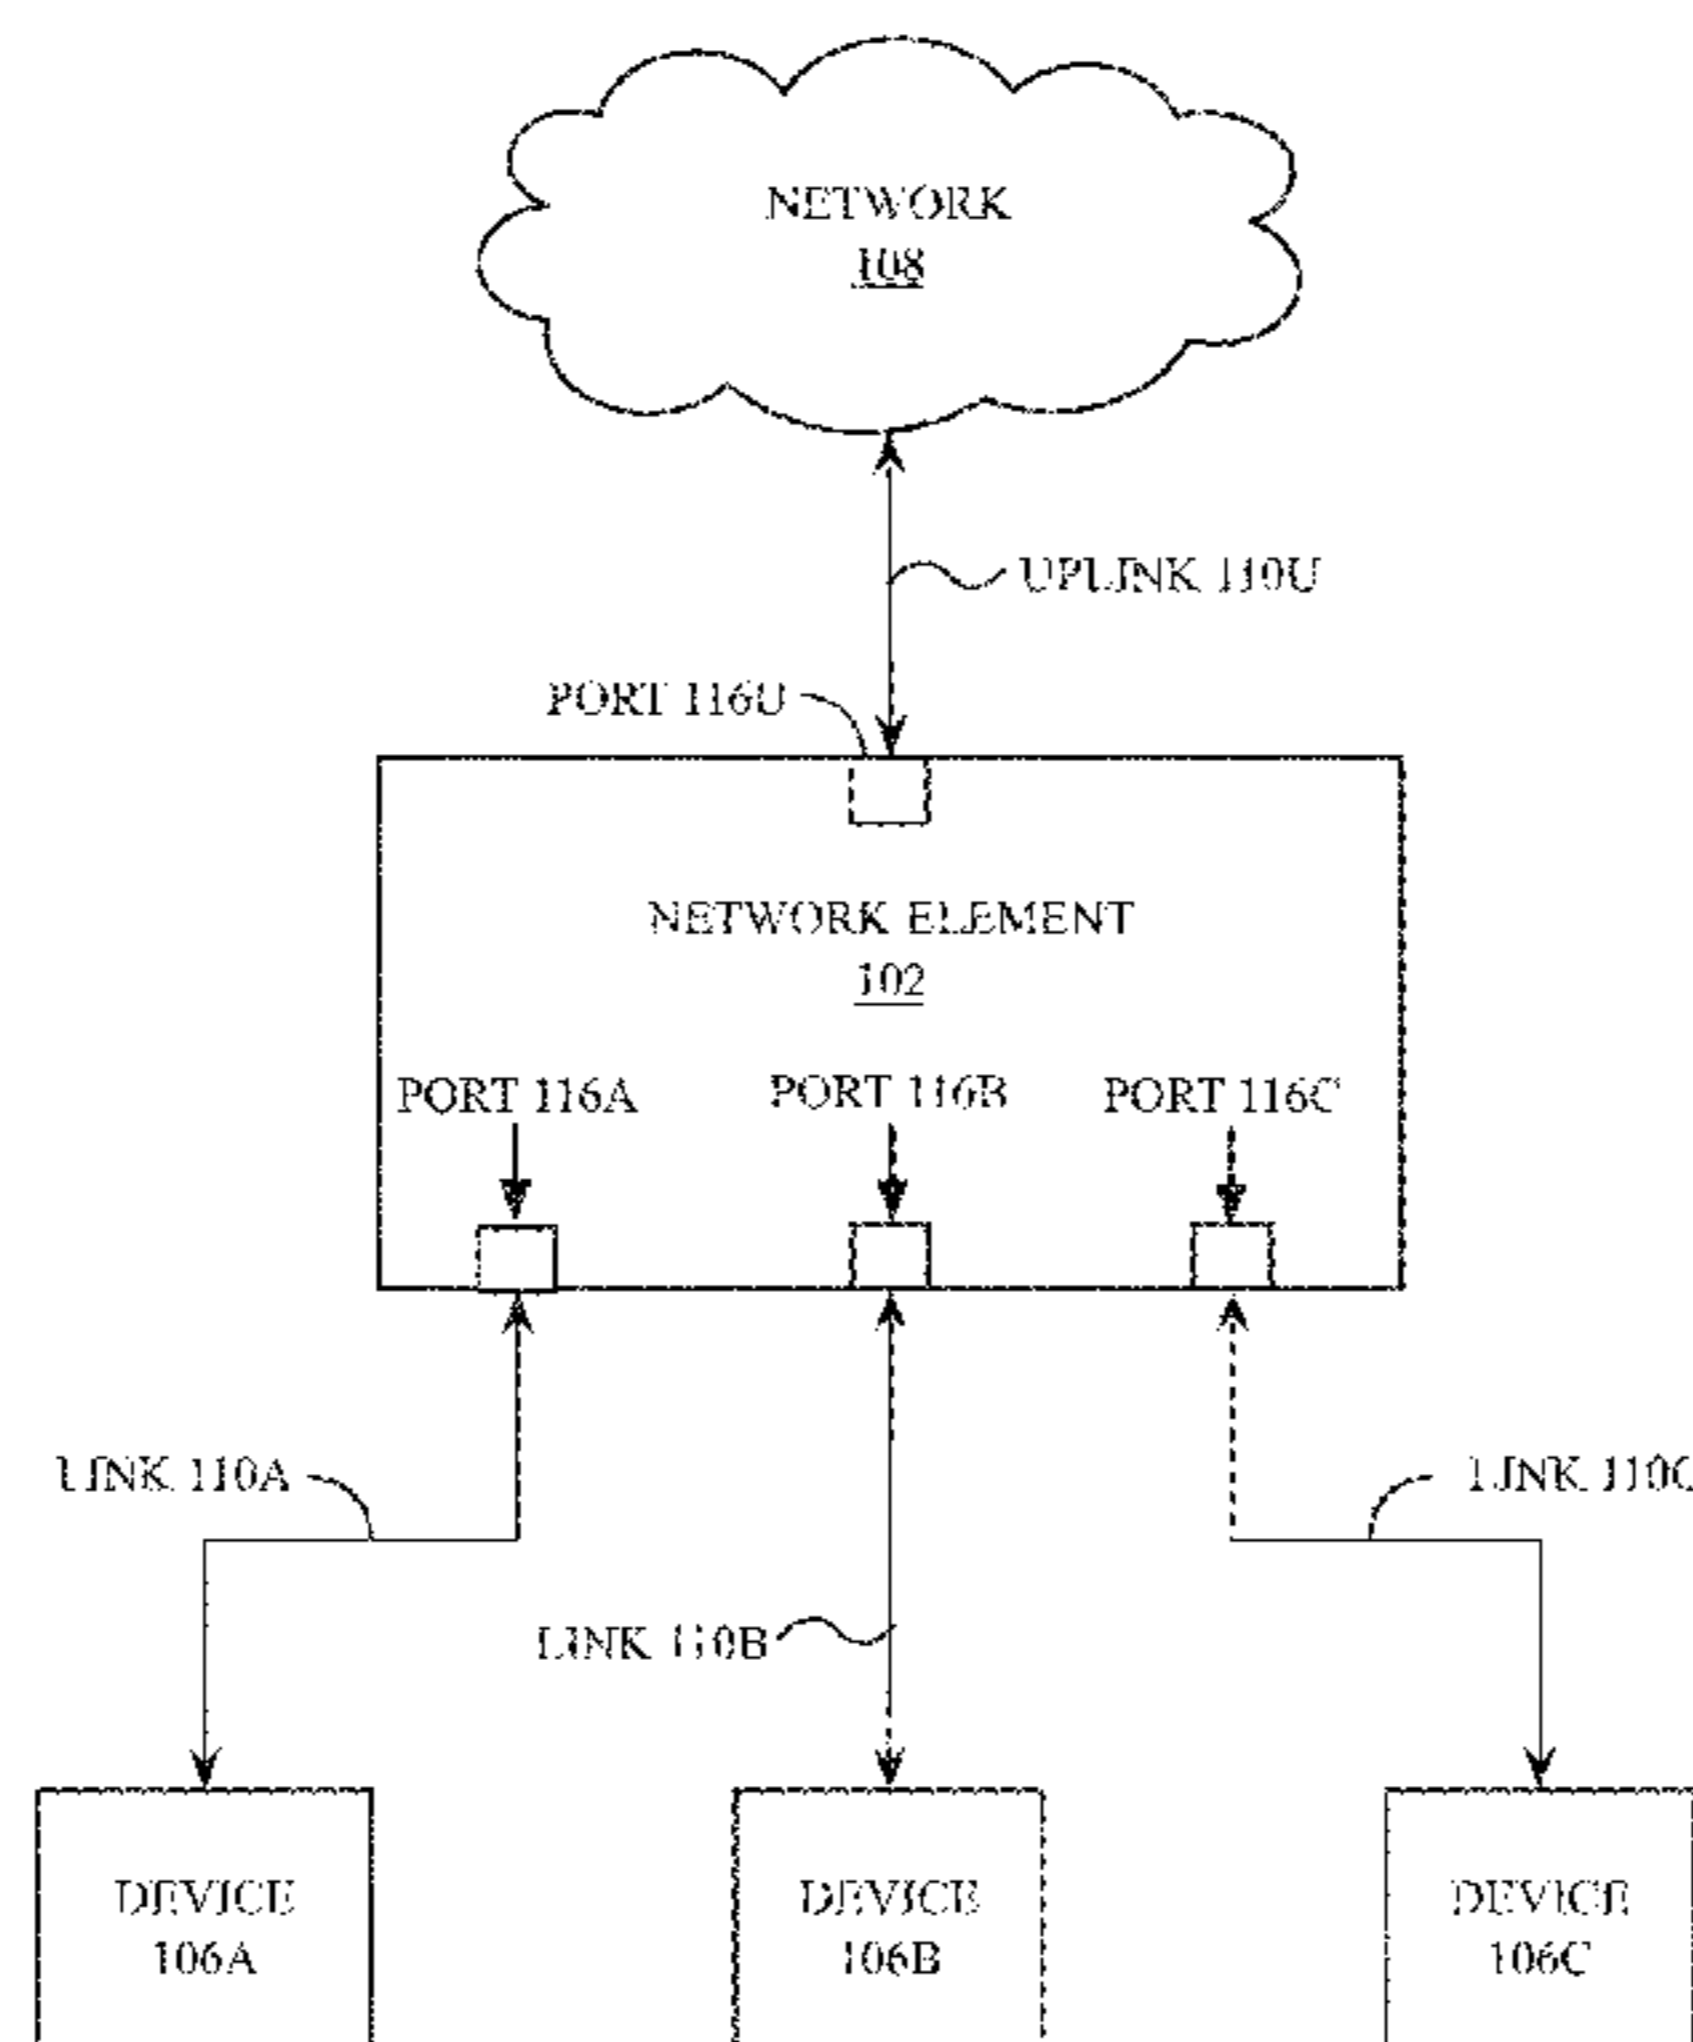 NETWORK
108
UPLINK 110U
PORT 116U
NETWORK ELEMENT
102
PORT 116A PORT 116B PORT 116C
LINK 110A LINK 110C
LINK 110B
DEVICE DEVICE DEVICE
106A 106B 106C